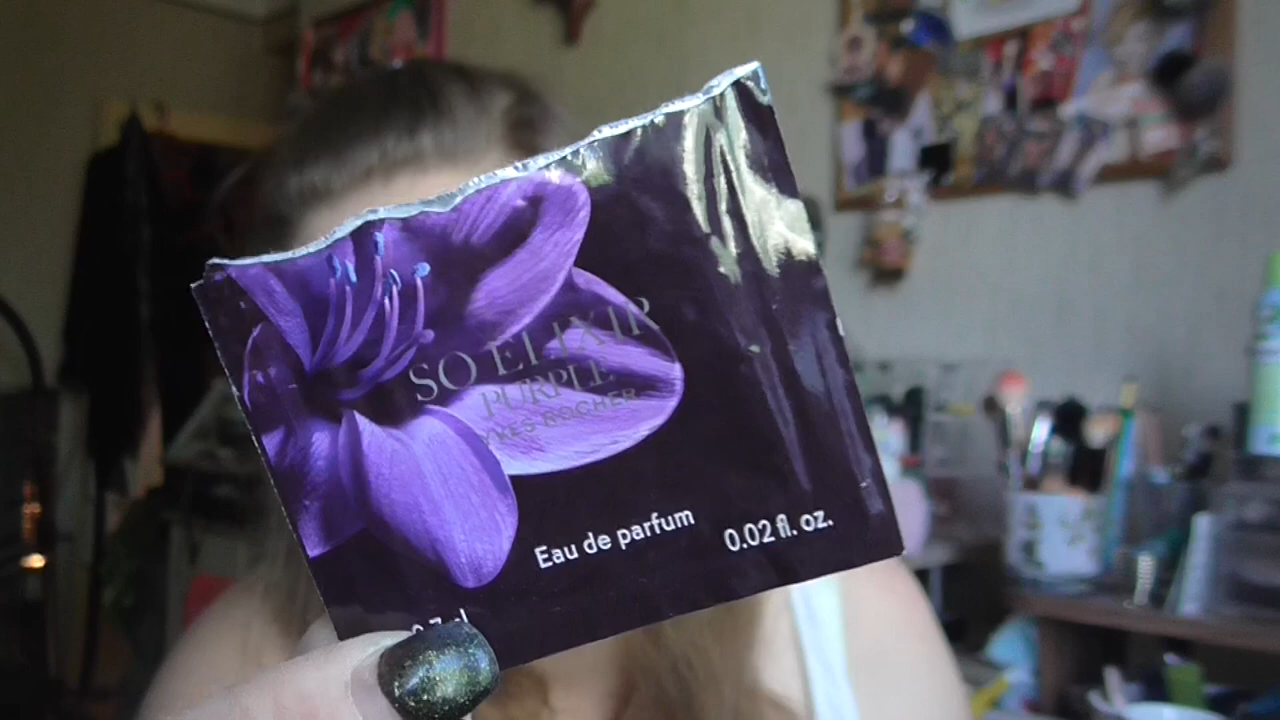 SO ELIXIR
PURPLE
YVES ROCHER
Eau de parfum
0.02 fl. oz.